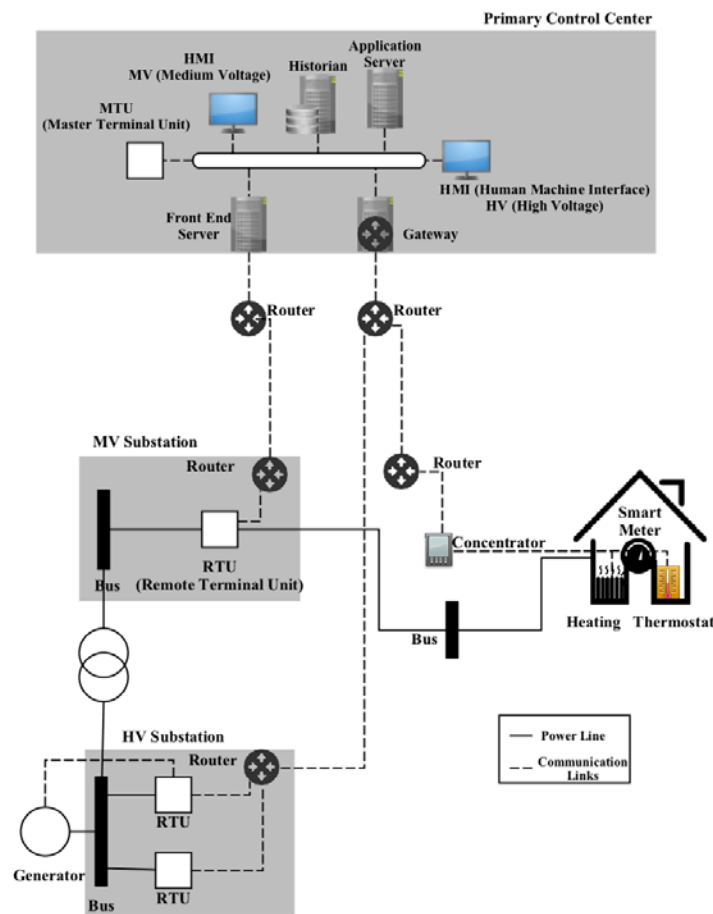 Primary Control Center
HMI
MV (Medium Voltage)
Historian
Application
Server
MTU
(Master Terminal Unit)
HMI (Human Machine Interface)
HV (High Voltage)
Front End
Server
Gateway
Router
Router
MV Substation
Router
Router
Smart
Meter
Concentrator
RTU
(Remote Terminal Unit)
Bus
Bus
Heating
Thermostat
HV Substation
Router
Power Line
Communication
Links
RTU
Generator
RTU
Bus